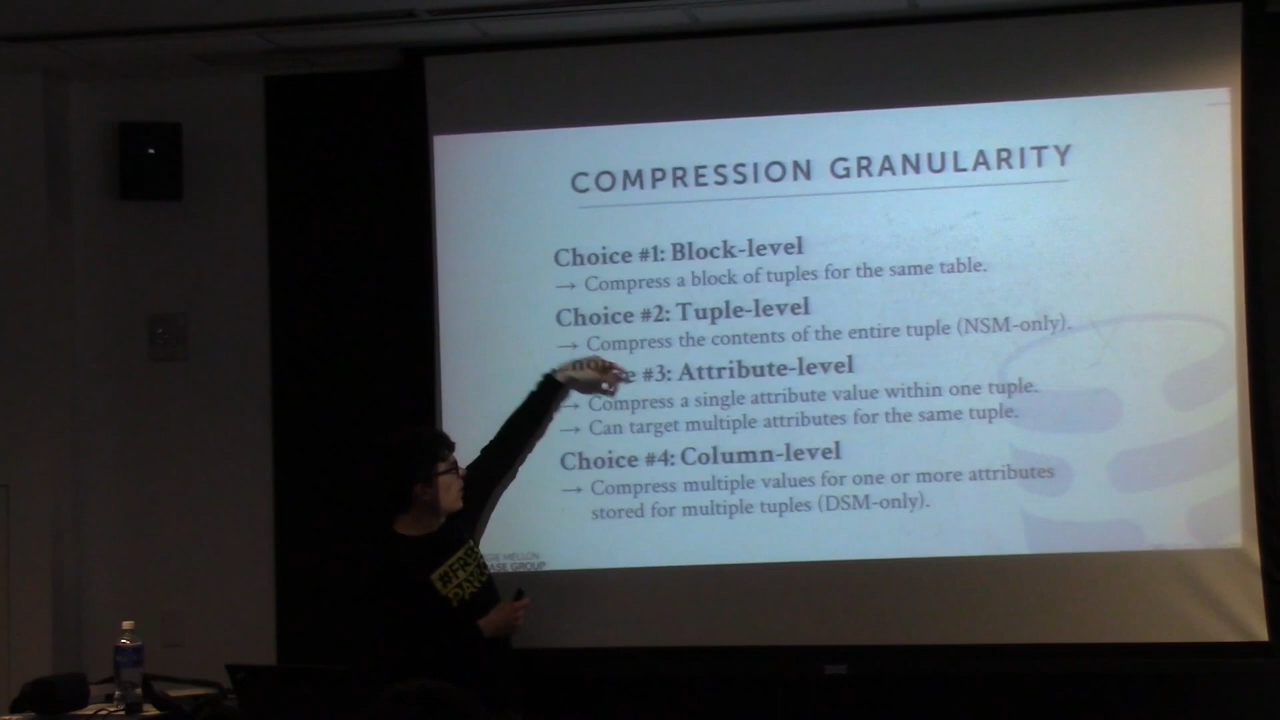 COMPRESSION GRANULARITY
Choice #1: Block-level
→ Compress a block of tuples for the same table.
Choice #2: Tuple-level
→ Compress the contents of the entire tuple (NSM-only).
#3: Attribute-level
→ Compress a single attribute value within one tuple.
→ Can target multiple attributes for the same tuple.
Choice #4: Column-level
→ Compress multiple values for one or more attributes
stored for multiple tuples (DSM-only).
MELLON
GROUP